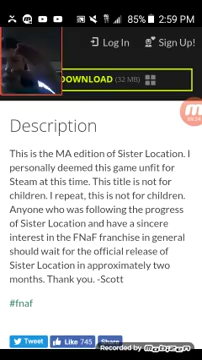 85% 2:59 PM
Log In Sign Up!
DOWNLOAD (32 MB)
Description
This is the MA edition of Sister Location. I
personally deemed this game unfit for
Steam at this time. This title is not for
children. I repeat, this is not for children.
Anyone who was following the progress
of Sister Location and have a sincere
interest in the FNaF franchise in general
should wait for the official release of
Sister Location in approximately two
months. Thank you. -Scott
#fnaf
Tweet Like 745 Share
Recorded by Mobizen